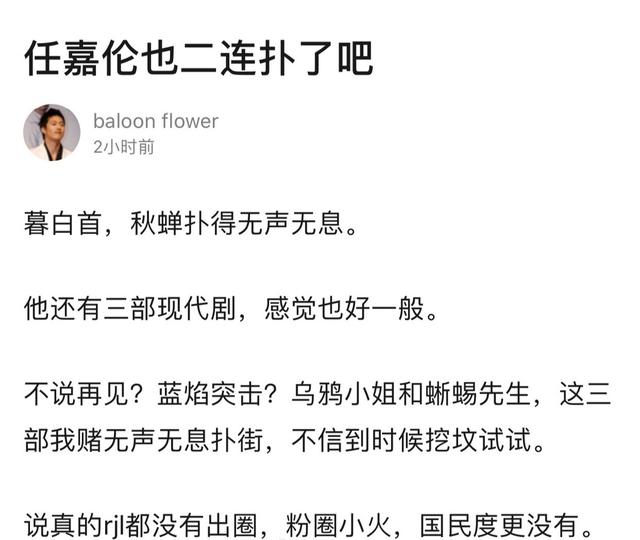 任嘉伦也二连扑了吧
baloon flower
2小时前
暮白首，秋蝉扑得无声无息。
他还有三部现代剧，感觉也好一般。
不说再见？蓝焰突击？乌鸦小姐和蜥蜴先生，这三
部我赌无声无息扑街，不信到时候挖坟试试。
说真的rjl都没有出圈，粉圈小火，国民度更没有。